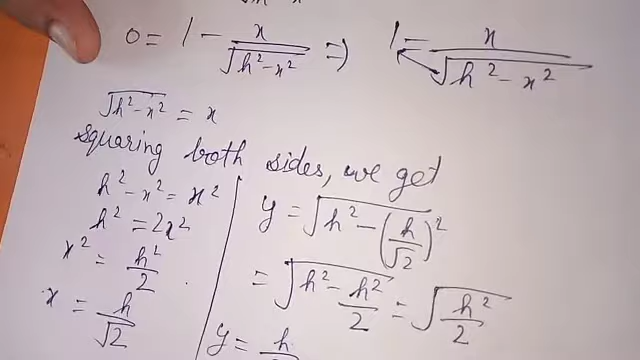 0 = 1 - x/√(h² - x²) ⇒ 1 = x/√(h² - x²)
√(h² - x²) = x
squaring both sides, we get
h² - x² = x²
h² = 2x²
x² = h²/2
x = h/√2
y = √(h² - (h/√2)²)
= √(h² - h²/2) = √(h²/2)
y = h/